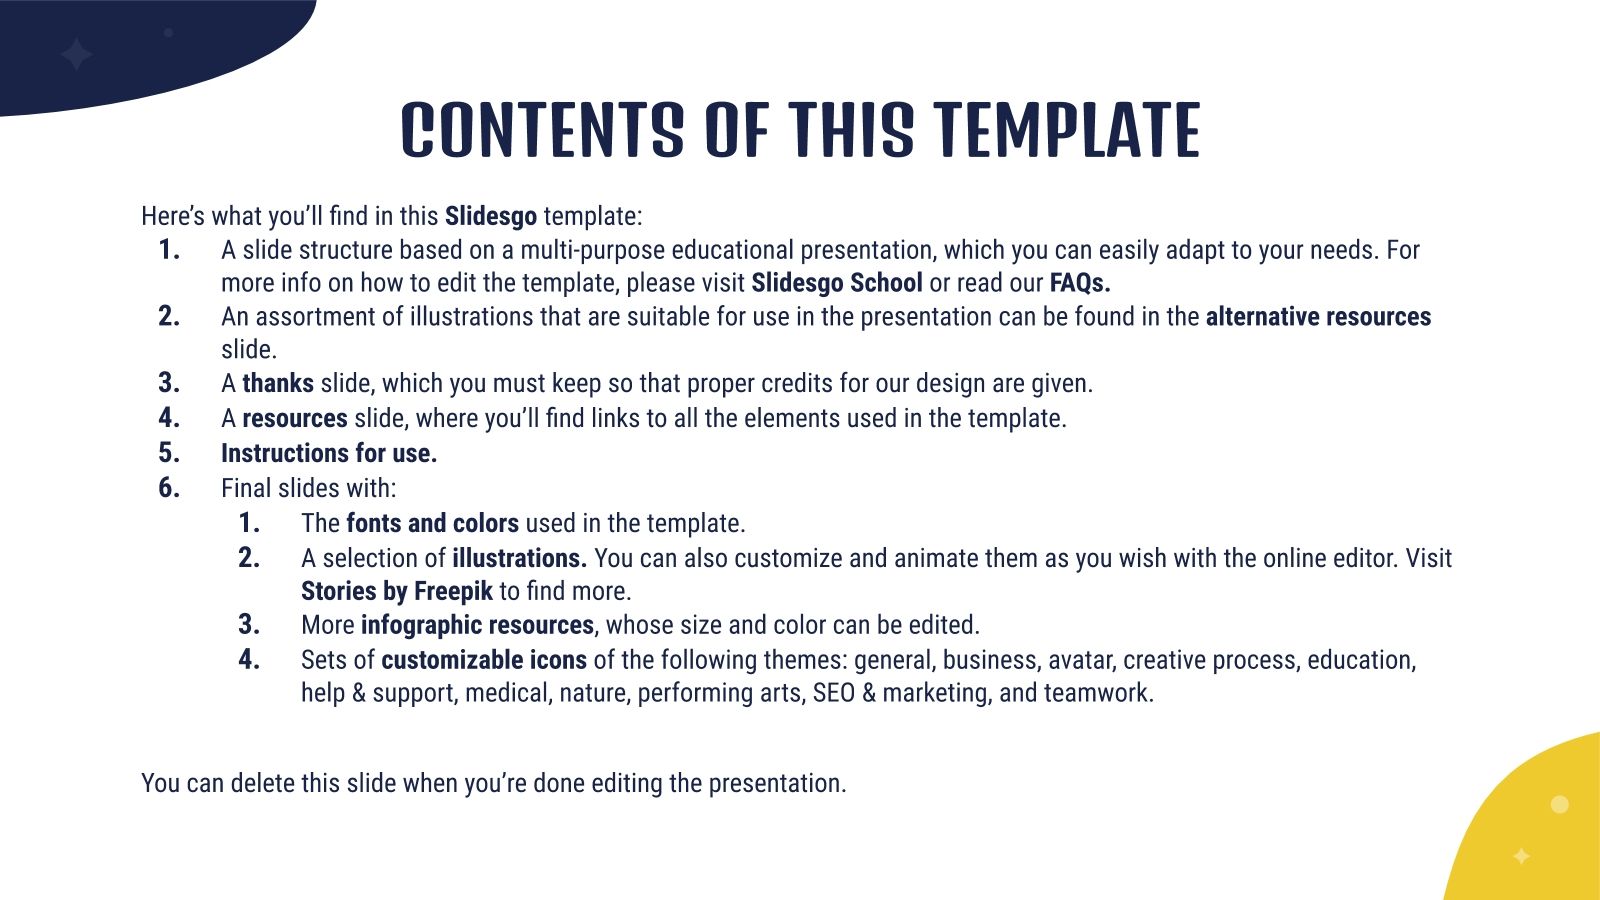 CONTENTS OF THIS TEMPLATE
Here’s what you’ll find in this Slidesgo template:
1. A slide structure based on a multi-purpose educational presentation, which you can easily adapt to your needs. For
more info on how to edit the template, please visit Slidesgo School or read our FAQs.
2. An assortment of illustrations that are suitable for use in the presentation can be found in the alternative resources
slide.
3. A thanks slide, which you must keep so that proper credits for our design are given.
4. A resources slide, where you’ll find links to all the elements used in the template.
5. Instructions for use.
6. Final slides with:
1. The fonts and colors used in the template.
2. A selection of illustrations. You can also customize and animate them as you wish with the online editor. Visit
Stories by Freepik to find more.
3. More infographic resources, whose size and color can be edited.
4. Sets of customizable icons of the following themes: general, business, avatar, creative process, education,
help & support, medical, nature, performing arts, SEO & marketing, and teamwork.
You can delete this slide when you’re done editing the presentation.